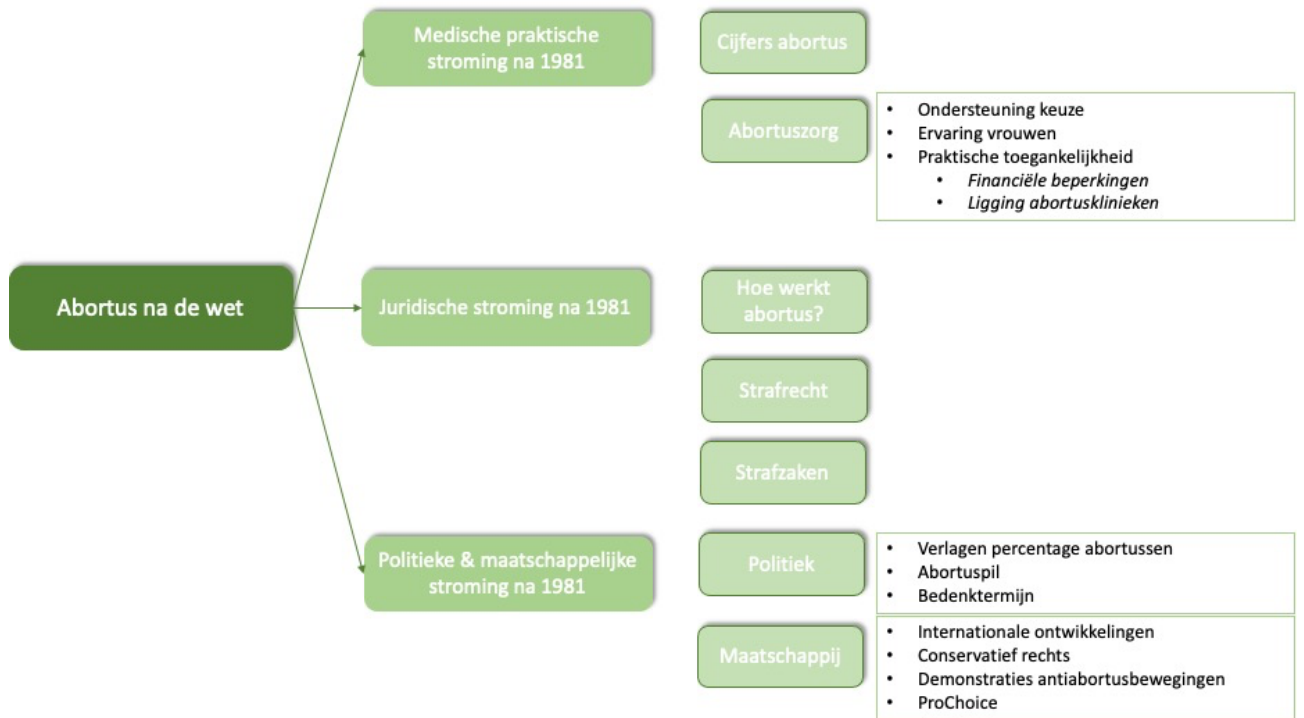 Abortus na de wet
Medische praktische
stroming na 1981
Cijfers abortus
Abortuszorg
• Ondersteuning keuze
• Ervaring vrouwen
• Praktische toegankelijkheid
• Financiële beperkingen
• Ligging abortusklinieken
Juridische stroming na 1981
Hoe werkt
abortus?
Strafrecht
Strafzaken
Politieke & maatschappelijke
stroming na 1981
Politiek
• Verlagen percentage abortussen
• Abortuspil
• Bedenktermijn
Maatschappij
• Internationale ontwikkelingen
• Conservatief rechts
• Demonstraties antiabortusbewegingen
• ProChoice